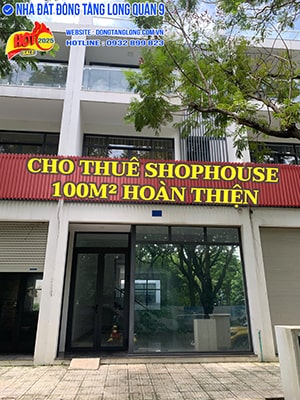 NHÀ ĐẤT ĐÔNG TĂNG LONG QUẬN 9
WEBSITE : DONGTANGLONG.COM.VN
HOTLINE: 0932 899 823
HOT!
2025
CHO THUÊ SHOPHOUSE
100M² HOÀN THIỆN